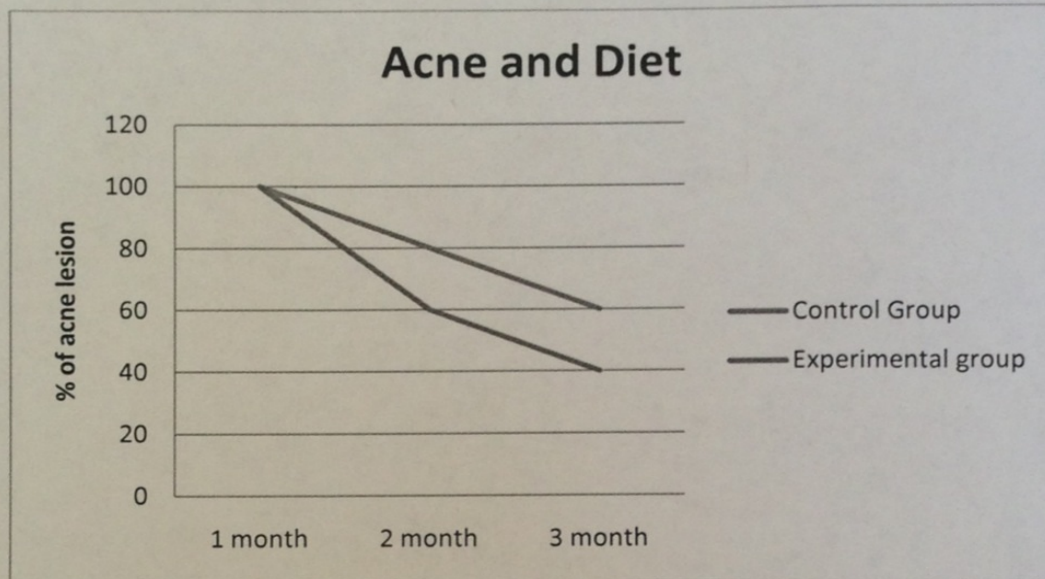 Acne and Diet
120
100
80
60
40
20
0
% of acne lesion
1 month 2 month 3 month
Control Group
Experimental group